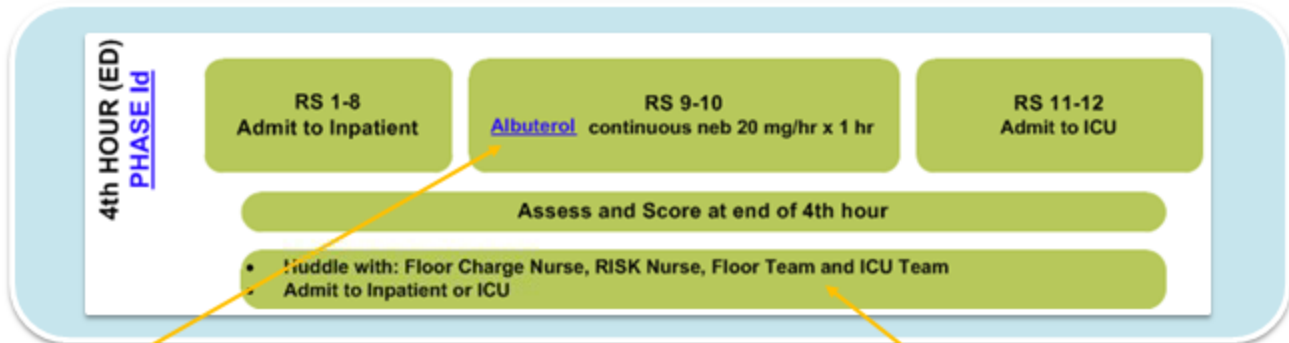 4th HOUR (ED)
PHASE Id
RS 1-8
Admit to Inpatient
RS 9-10
Albuterol continuous neb 20 mg/hr x 1 hr
RS 11-12
Admit to ICU
Assess and Score at end of 4th hour
• Huddle with: Floor Charge Nurse, RISK Nurse, Floor Team and ICU Team
• Admit to Inpatient or ICU